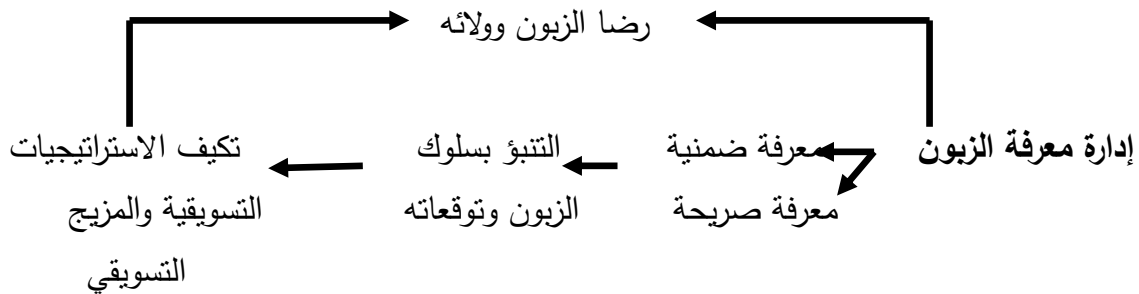 رضا الزبون وولائه
إدارة معرفة الزبون
معرفة ضمنية
معرفة صريحة
التنبؤ بسلوك
الزبون وتوقعاته
تكيف الاستراتيجيات
التسويقية والمزيج
التسويقي